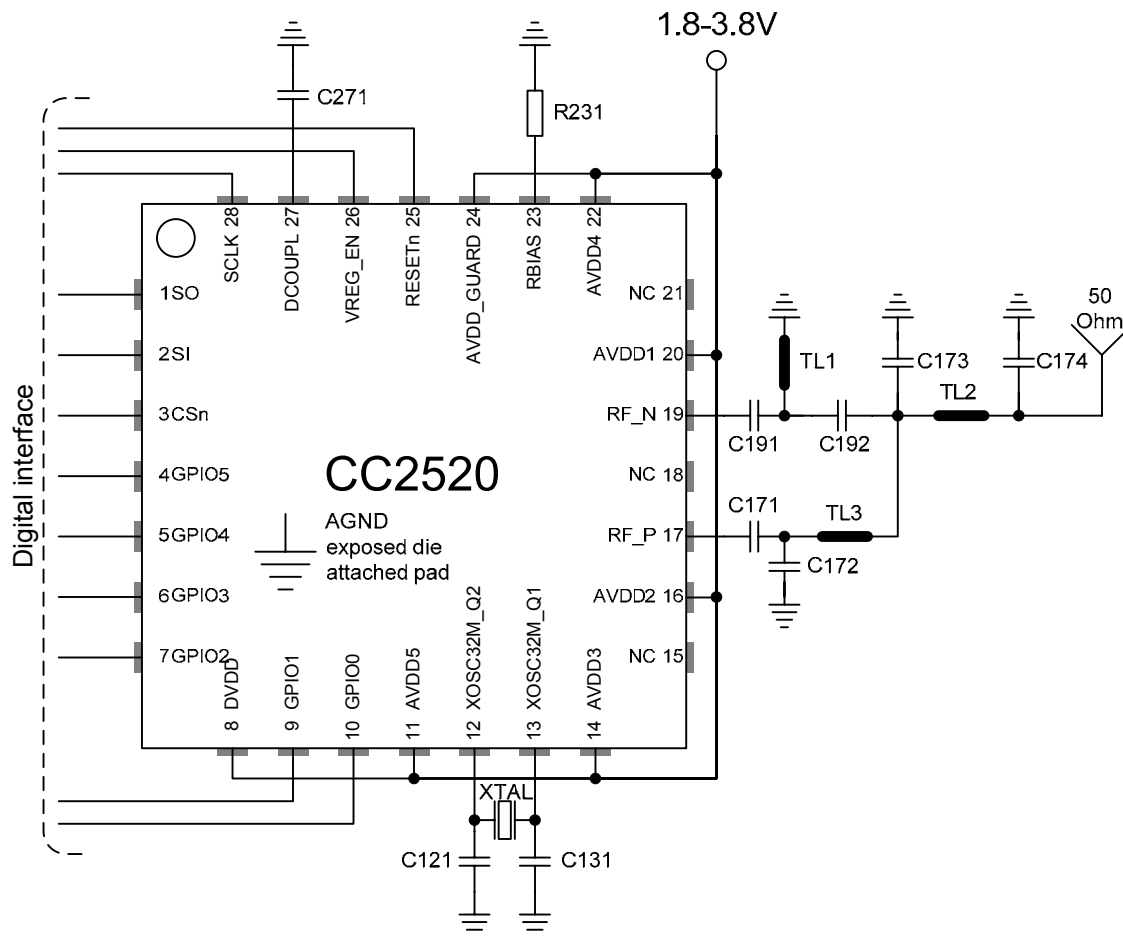 1.8-3.8V
C271
R231
SCLK 28
DCOUPL 27
VREG_EN 26
RESETn 25
AVDD_GUARD 24
RBIAS 23
AVDD4 22
1SO
2SI
3CSn
4GPIO5
5GPIO4
6GPIO3
7GPIO2
Digital interface
CC2520
AGND
exposed die
attached pad
NC 21
AVDD1 20
RF_N 19
NC 18
RF_P 17
AVDD2 16
NC 15
TL1
C173
C174
50
Ohm
TL2
C191
C192
C171
TL3
C172
8 DVDD
9 GPIO1
10 GPIO0
11 AVDD5
12 XOSC32M_Q2
13 XOSC32M_Q1
14 AVDD3
XTAL
C121
C131